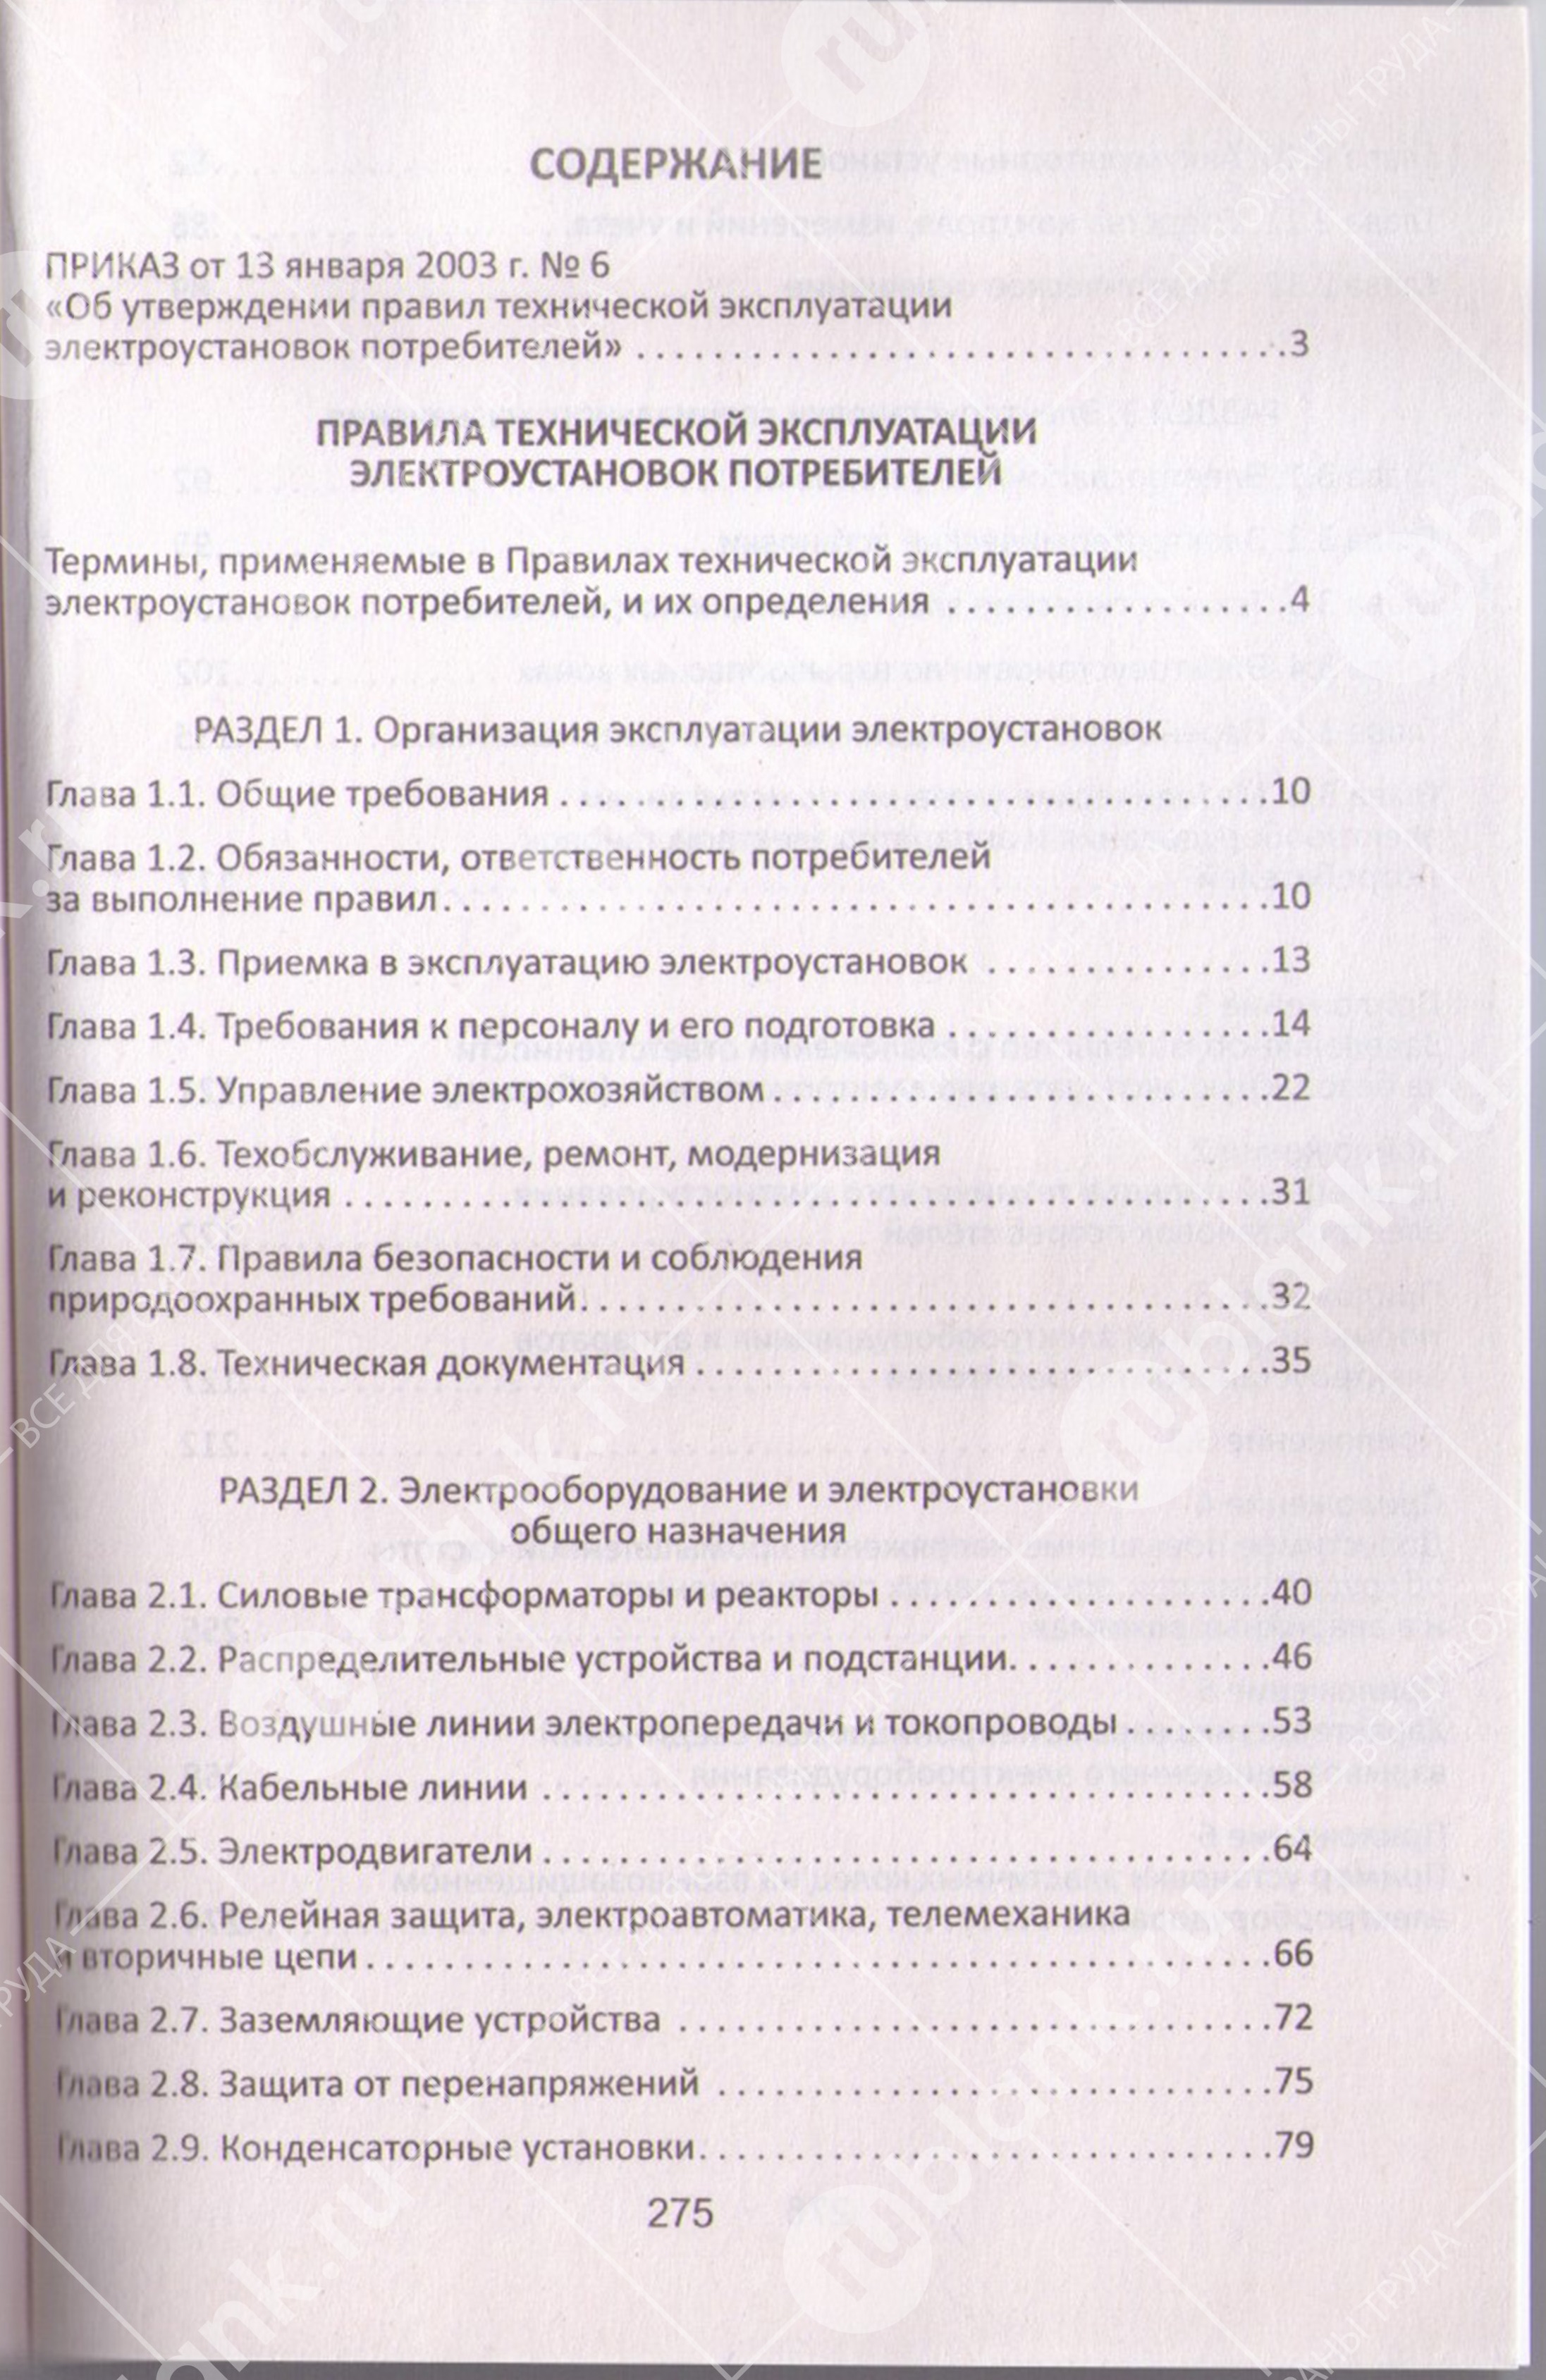 СОДЕРЖАНИЕ
ПРИКАЗ от 13 января 2003 г. № 6
«Об утверждении правил технической эксплуатации
электроустановок потребителей» . . . . . . . . . . . . . . . . . . . . . . . . . . . . . . . . . .3
ПРАВИЛА ТЕХНИЧЕСКОЙ ЭКСПЛУАТАЦИИ
ЭЛЕКТРОУСТАНОВОК ПОТРЕБИТЕЛЕЙ
Термины, применяемые в Правилах технической эксплуатации
электроустановок потребителей, и их определения . . . . . . . . . . . . . . . . . .4
РАЗДЕЛ 1. Организация эксплуатации электроустановок
Глава 1.1. Общие требования . . . . . . . . . . . . . . . . . . . . . . . . . . . . . . . . . . . . .10
Глава 1.2. Обязанности, ответственность потребителей
за выполнение правил. . . . . . . . . . . . . . . . . . . . . . . . . . . . . . . . . . . . . . . . . . .10
Глава 1.3. Приемка в эксплуатацию электроустановок . . . . . . . . . . . . . . .13
Глава 1.4. Требования к персоналу и его подготовка . . . . . . . . . . . . . . . . .14
Глава 1.5. Управление электрохозяйством . . . . . . . . . . . . . . . . . . . . . . . . . .22
Глава 1.6. Техобслуживание, ремонт, модернизация
и реконструкция . . . . . . . . . . . . . . . . . . . . . . . . . . . . . . . . . . . . . . . . . . . . . . . .31
Глава 1.7. Правила безопасности и соблюдения
природоохранных требований. . . . . . . . . . . . . . . . . . . . . . . . . . . . . . . . . . . .32
Глава 1.8. Техническая документация . . . . . . . . . . . . . . . . . . . . . . . . . . . . . .35
РАЗДЕЛ 2. Электрооборудование и электроустановки
общего назначения
Глава 2.1. Силовые трансформаторы и реакторы . . . . . . . . . . . . . . . . . . . .40
Глава 2.2. Распределительные устройства и подстанции. . . . . . . . . . . . . .46
Глава 2.3. Воздушные линии электропередачи и токопроводы . . . . . . . .53
Глава 2.4. Кабельные линии . . . . . . . . . . . . . . . . . . . . . . . . . . . . . . . . . . . . . .58
Глава 2.5. Электродвигатели . . . . . . . . . . . . . . . . . . . . . . . . . . . . . . . . . . . . . .64
Глава 2.6. Релейная защита, электроавтоматика, телемеханика
и вторичные цепи . . . . . . . . . . . . . . . . . . . . . . . . . . . . . . . . . . . . . . . . . . . . . . .66
Глава 2.7. Заземляющие устройства . . . . . . . . . . . . . . . . . . . . . . . . . . . . . . .72
Глава 2.8. Защита от перенапряжений . . . . . . . . . . . . . . . . . . . . . . . . . . . . .75
Глава 2.9. Конденсаторные установки. . . . . . . . . . . . . . . . . . . . . . . . . . . . . .79
275
rublank.ru